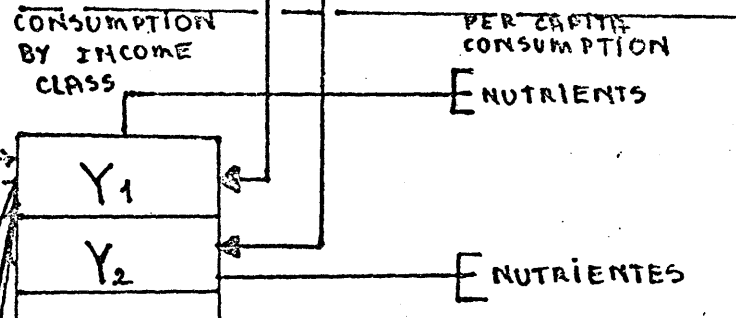 CONSUMPTION
BY INCOME
CLASS
PER CAPITA
CONSUMPTION
NUTRIENTS
Y1
Y2
NUTRIENTES